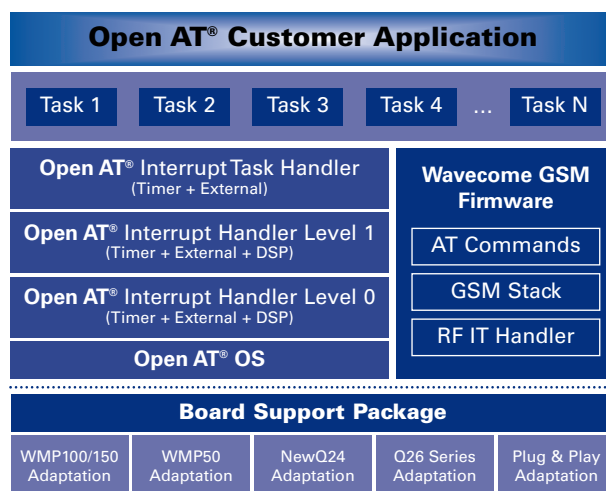 Open AT® Customer Application
Task 1 Task 2 Task 3 Task 4 ... Task N
Open AT® Interrupt Task Handler
(Timer + External)
Open AT® Interrupt Handler Level 1
(Timer + External + DSP)
Open AT® Interrupt Handler Level 0
(Timer + External + DSP)
Open AT® OS
Wavecome GSM
Firmware
AT Commands
GSM Stack
RF IT Handler
Board Support Package
WMP100/150
Adaptation
WMP50
Adaptation
NewQ24
Adaptation
Q26 Series
Adaptation
Plug & Play
Adaptation